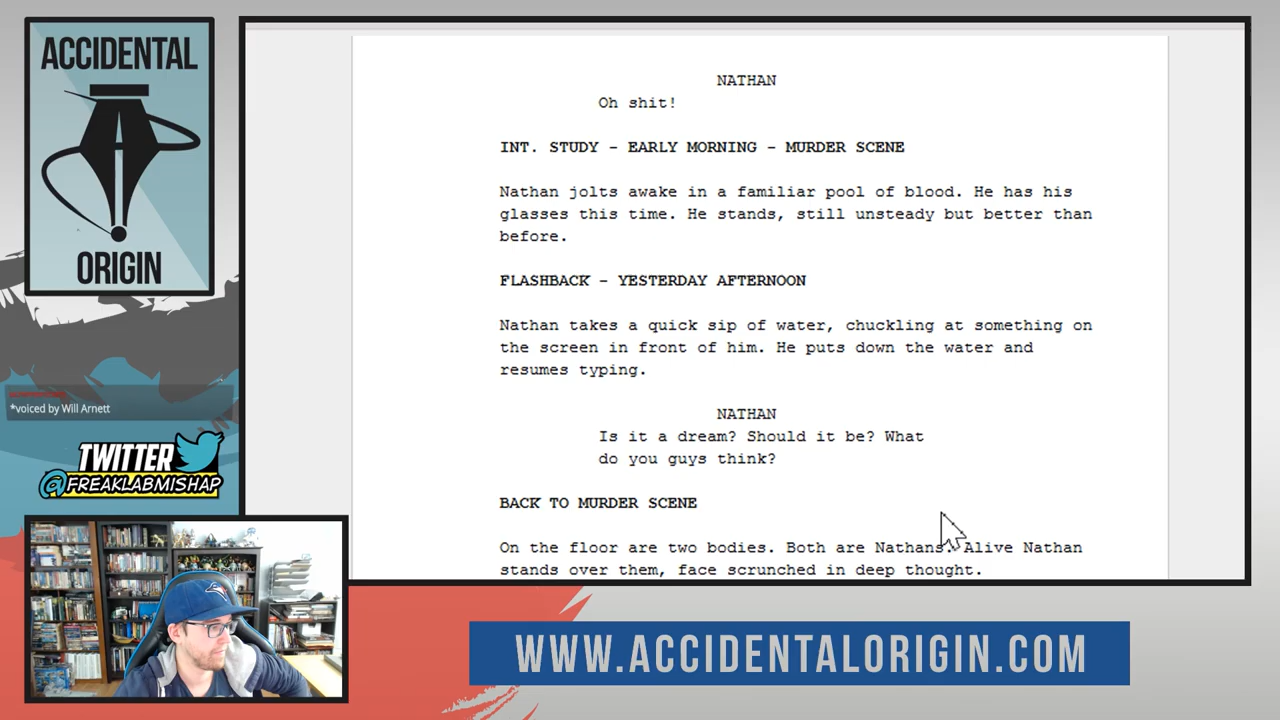 ACCIDENTAL
ORIGIN
NATHAN
Oh shit!
INT. STUDY - EARLY MORNING - MURDER SCENE
Nathan jolts awake in a familiar pool of blood. He has his
glasses this time. He stands, still unsteady but better than
before.
FLASHBACK - YESTERDAY AFTERNOON
Nathan takes a quick sip of water, chuckling at something on
the screen in front of him. He puts down the water and
resumes typing.
NATHAN
Is it a dream? Should it be? What
do you guys think?
BACK TO MURDER SCENE
On the floor are two bodies. Both are Nathans. Alive Nathan
stands over them, face scrunched in deep thought.
*voiced by Will Arnett
TWITTER
@FREAKLABMISHAP
WWW.ACCIDENTALORIGIN.COM